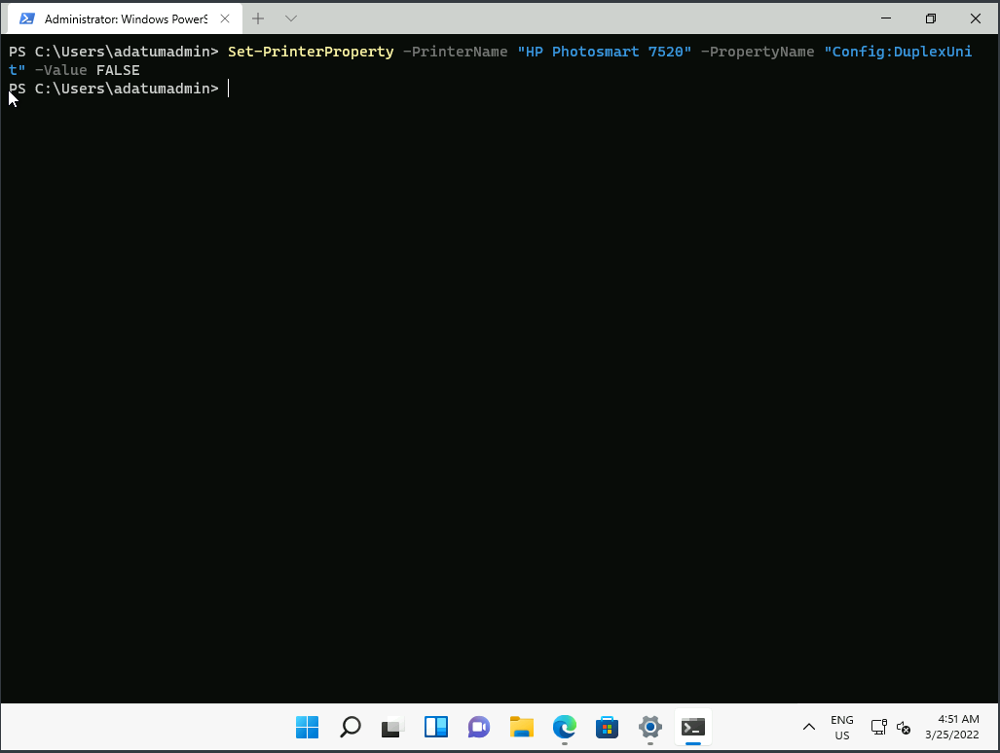 Administrator: Windows PowerS
PS C:\Users\adatumadmin> Set-PrinterProperty -PrinterName "HP Photosmart 7520" -PropertyName "Config:DuplexUni
t" -Value FALSE
PS C:\Users\adatumadmin>
ENG
US
4:51 AM
3/25/2022